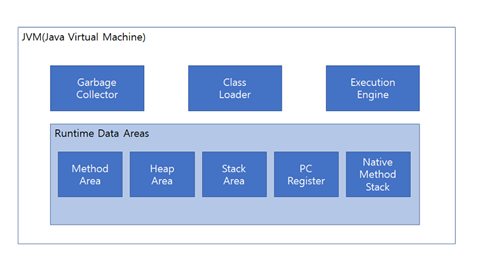 JVM(Java Virtual Machine)
Garbage
Collector
Class
Loader
Execution
Engine
Runtime Data Areas
Method
Area
Heap
Area
Stack
Area
PC
Register
Native
Method
Stack